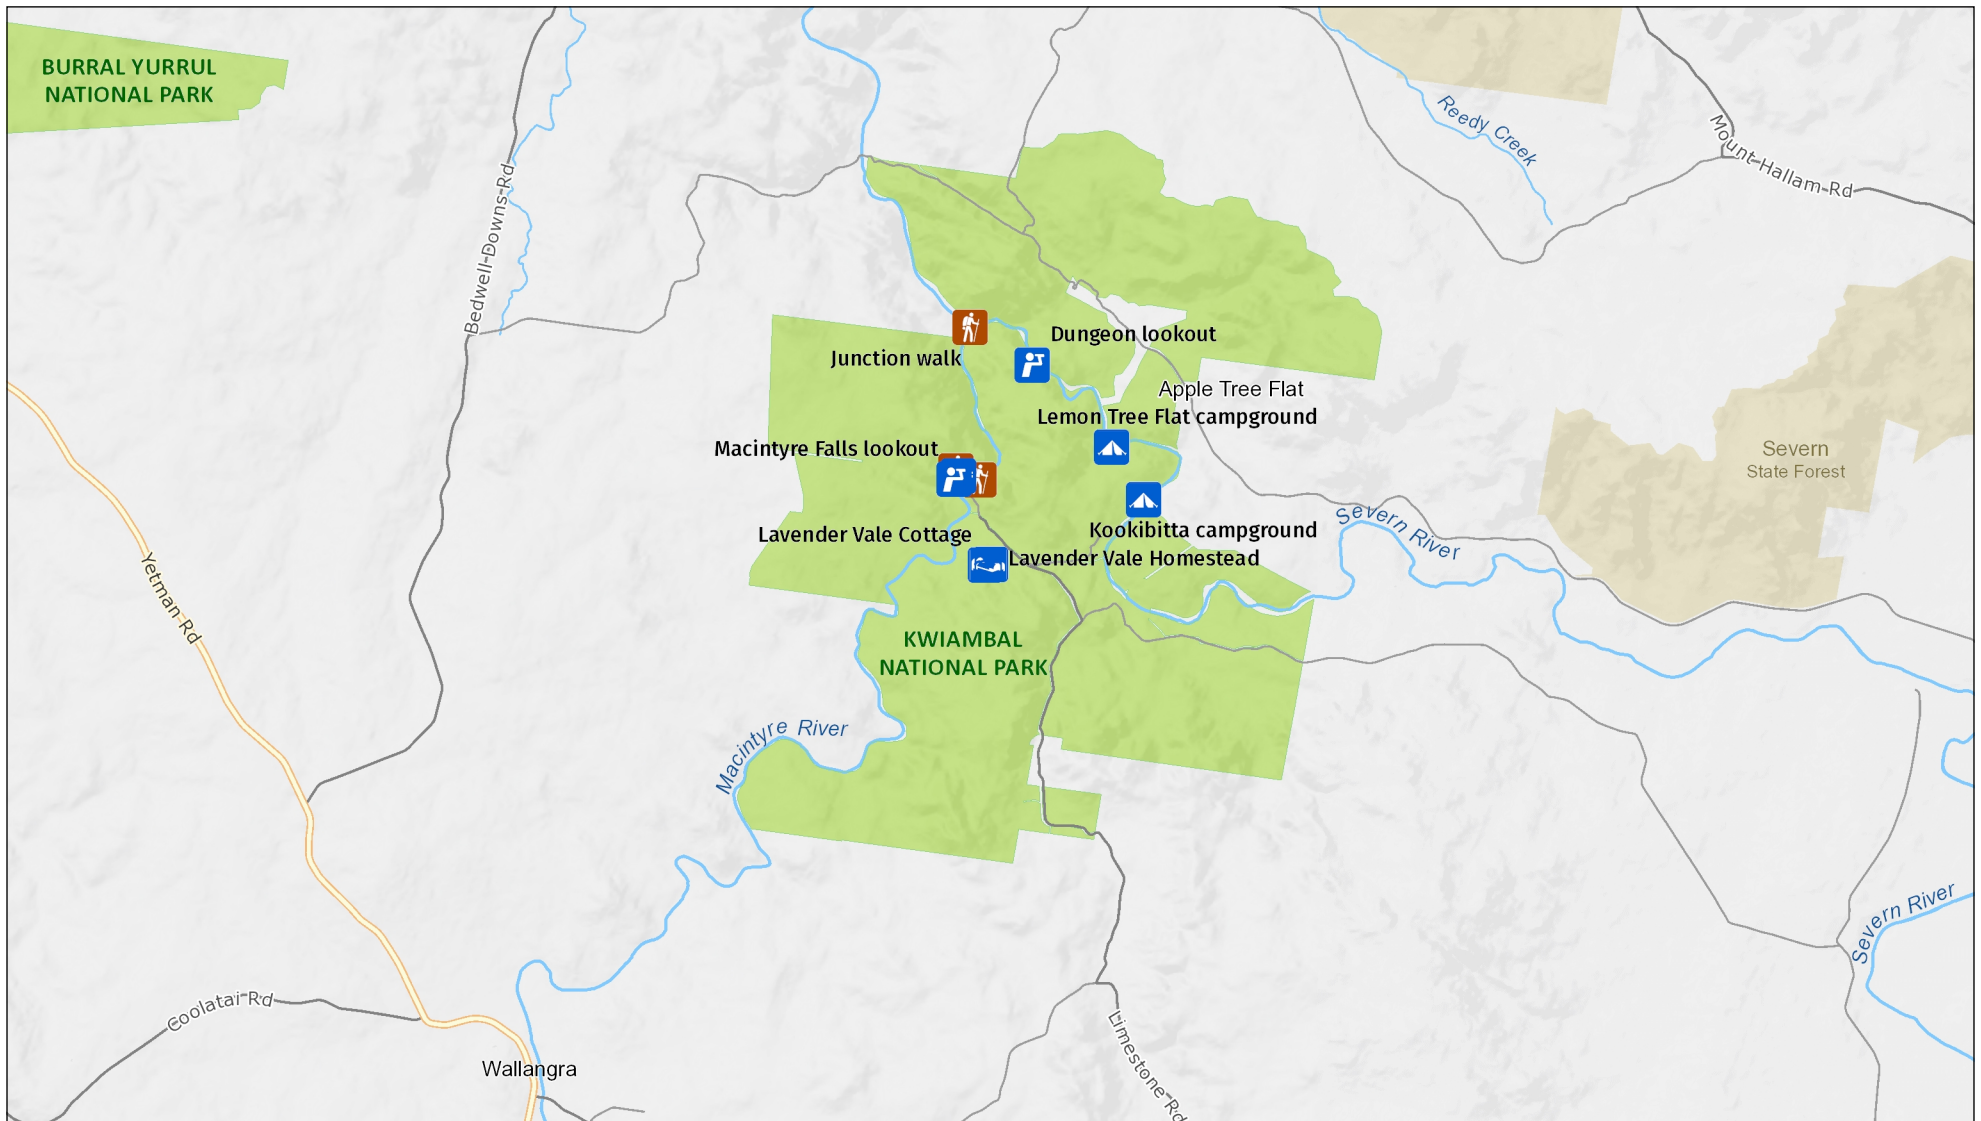 BURRAL YURRUL
NATIONAL PARK
Reedy Creek
Mount Hallam Rd
Bedwell-Downs-Rd
Dungeon lookout
Junction walk
Apple Tree Flat
Lemon Tree Flat campground
Macintyre Falls lookout
Severn
State Forest
Lavender Vale Cottage
Kookibitta campground
Severn River
Lavender Vale Homestead
Yetman Rd
KWIAMBAL
NATIONAL PARK
Macintyre River
Severn River
Coolatai Rd
Limestone Rd
Wallangra